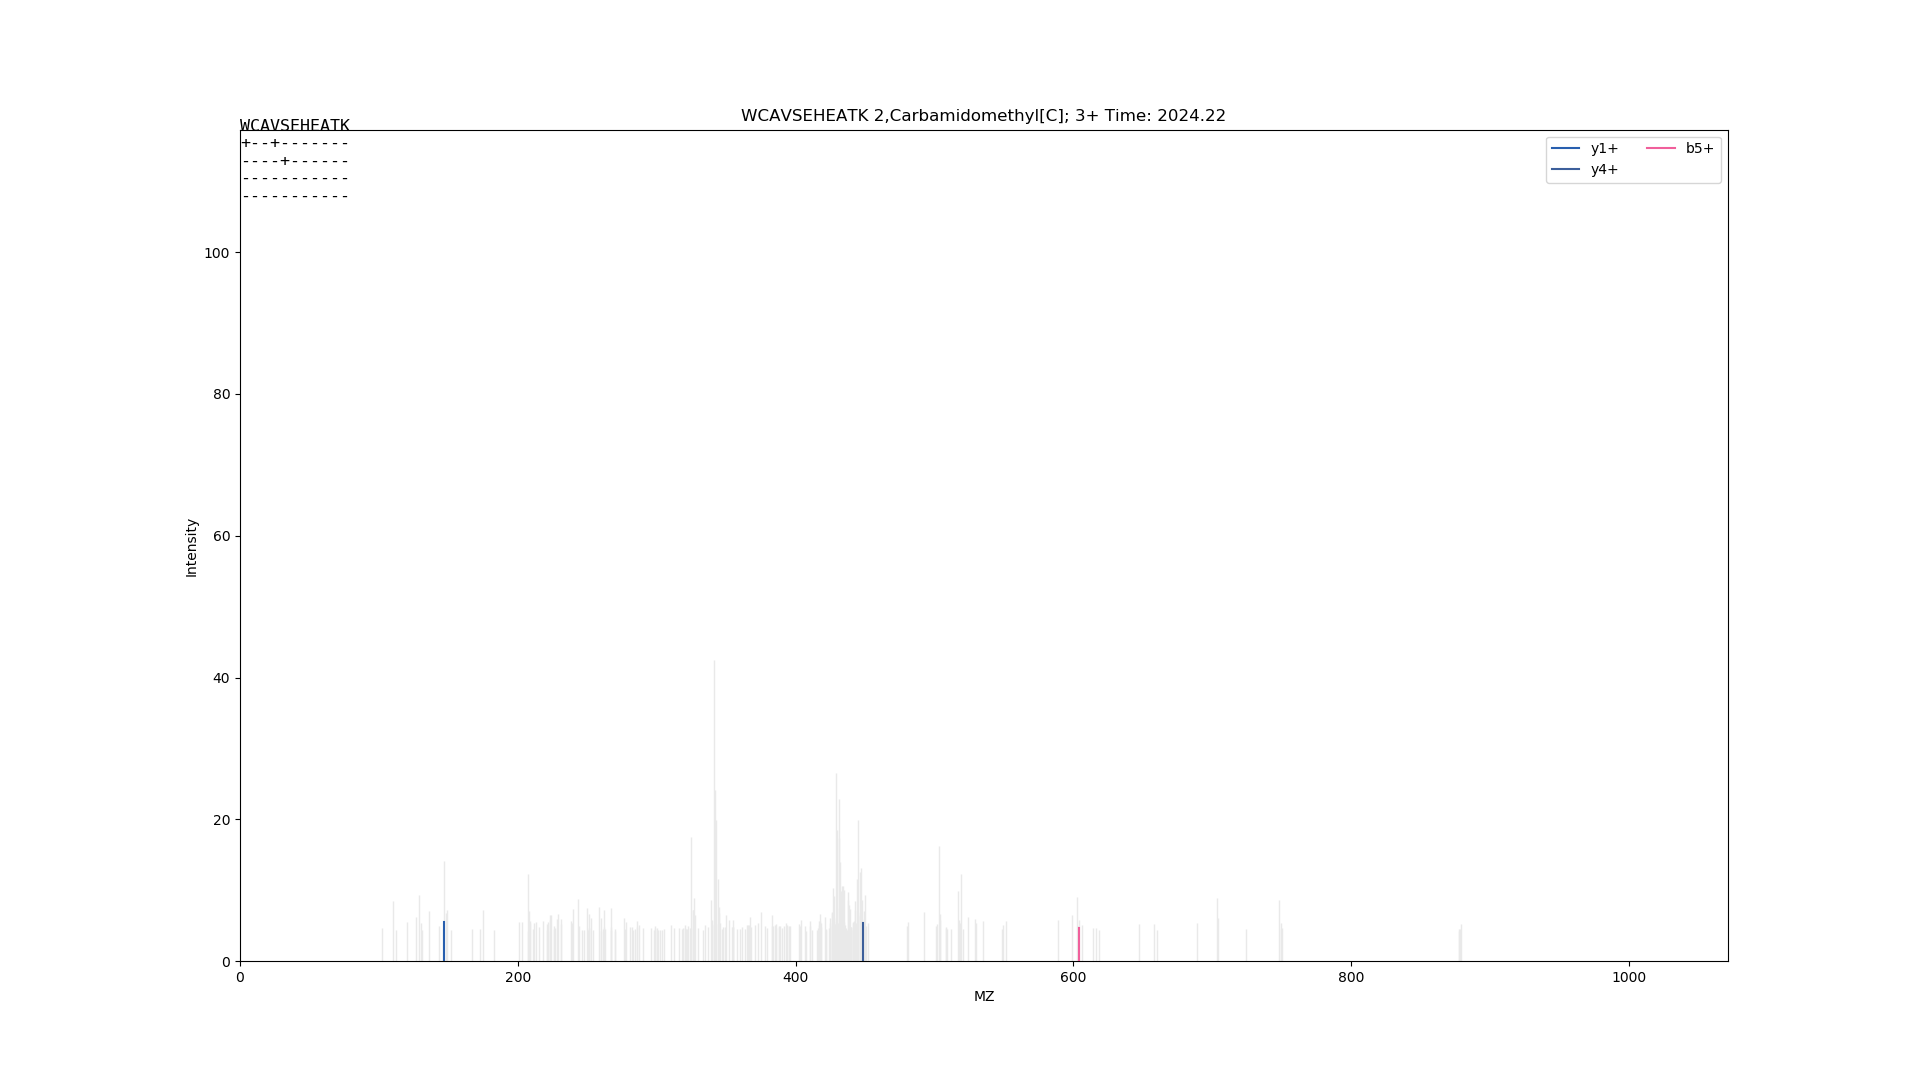 WCAVSEHEATK 2,Carbamidomethyl[C]; 3+ Time: 2024.22
WCAVSEHEATK
+--+-------
----+------
-----------
-----------
y1+
b5+
y4+
100
80
60
40
20
0
Intensity
0 200 400 600 800 1000
MZ